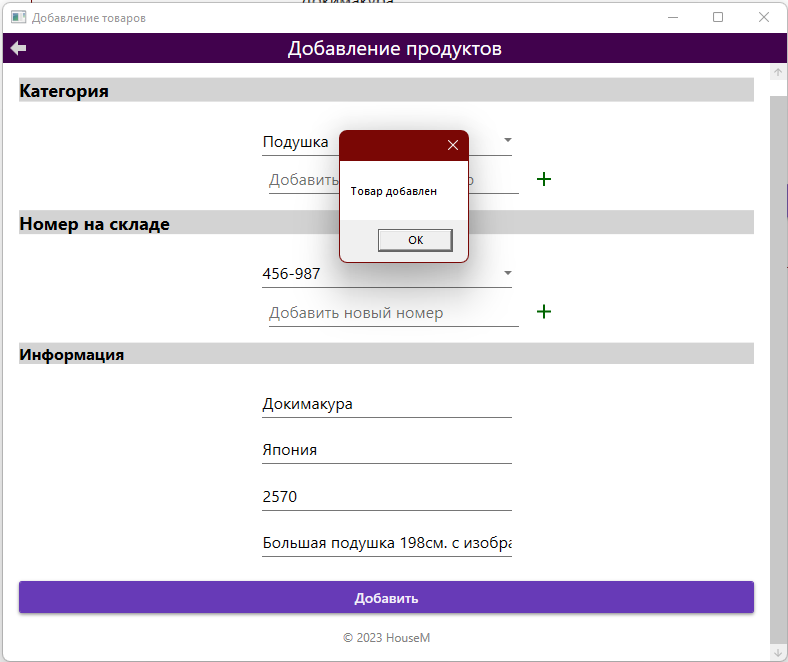 Добавление товаров
Добавление продуктов
Категория
Подушка
Добавить
Товар добавлен
OK
Номер на складе
456-987
Добавить новый номер
Информация
Докимакура
Япония
2570
Большая подушка 198см. с изобра
Добавить
© 2023 HouseM